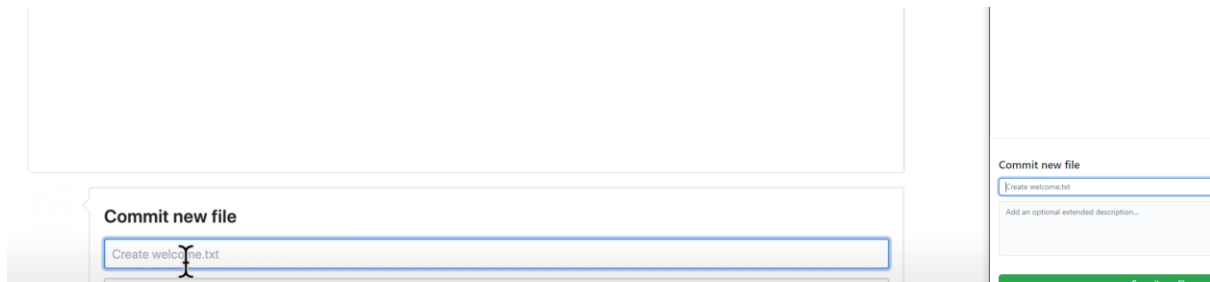 Commit new file
Create welcome.txt
Commit new file
Create welcome.txt
Add an optional extended description...